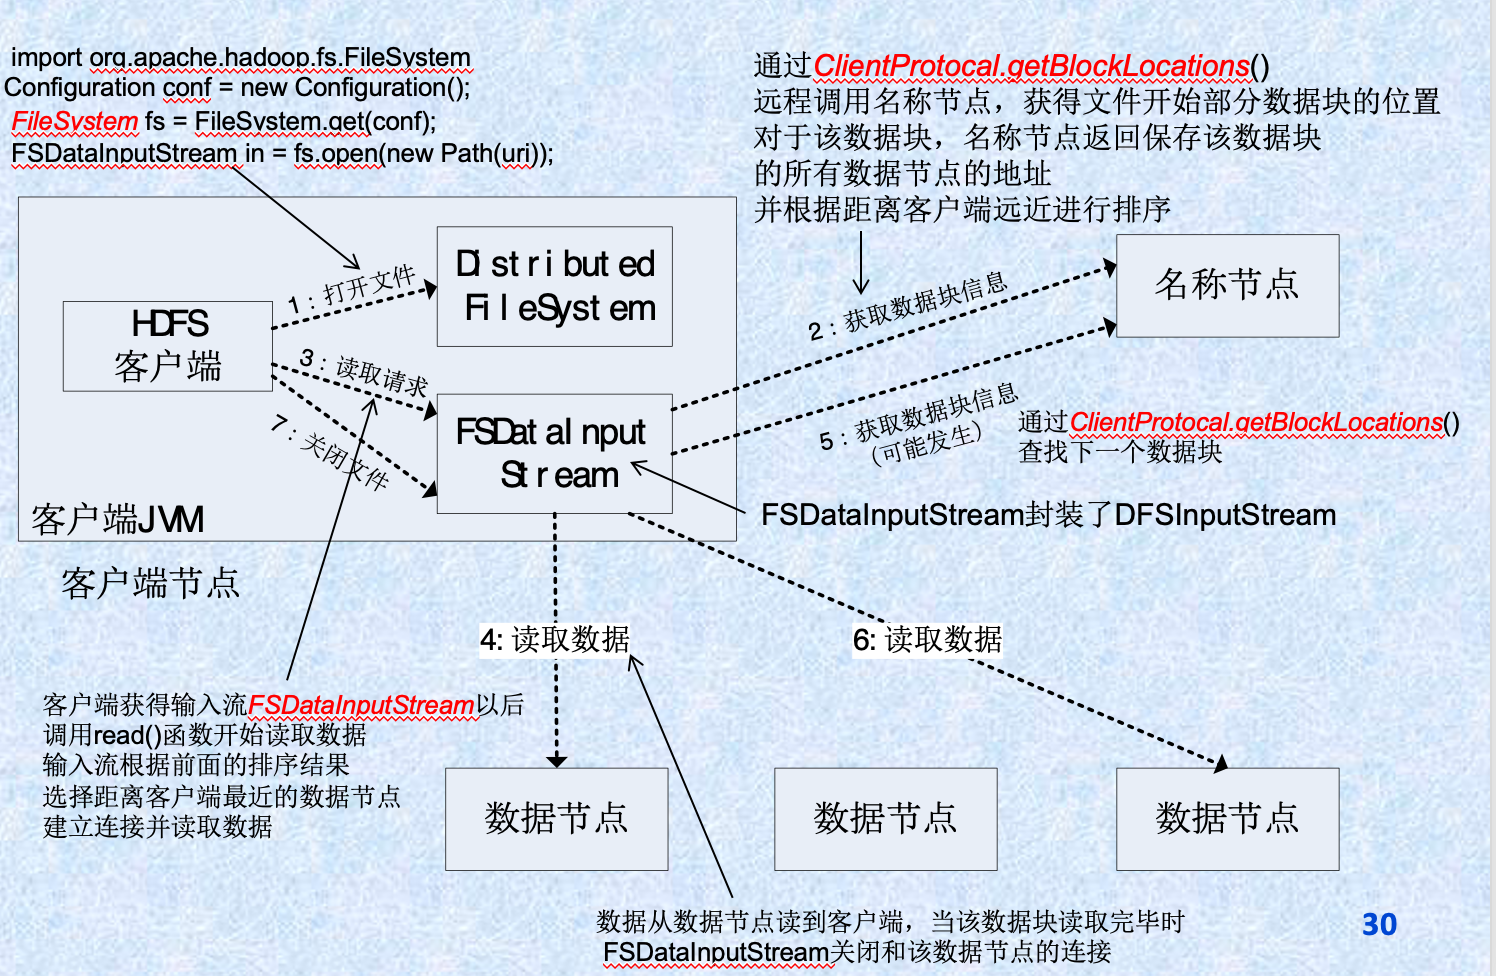 import org.apache.hadoop.fs.FileSystem
Configuration conf = new Configuration();
FileSystem fs = FileSystem.get(conf);
FSDataInputStream in = fs.open(new Path(uri));
通过ClientProtocal.getBlockLocations()
远程调用名称节点，获得文件开始部分数据块的位置
对于该数据块，名称节点返回保存该数据块
的所有数据节点的地址
并根据距离客户端远近进行排序
HDFS
客户端
1：打开文件
Distributed
FileSystem
2：获取数据块信息
名称节点
3：读取请求
7：关闭文件
FSDataInput
Stream
5：获取数据块信息
（可能发生）
通过ClientProtocal.getBlockLocations()
查找下一个数据块
客户端JVM
FSDataInputStream封装了DFSInputStream
客户端节点
4: 读取数据
6: 读取数据
客户端获得输入流FSDataInputStream以后
调用read()函数开始读取数据
输入流根据前面的排序结果
选择距离客户端最近的数据节点
建立连接并读取数据
数据节点
数据节点
数据节点
数据从数据节点读到客户端，当该数据块读取完毕时
FSDataInputStream关闭和该数据节点的连接
30